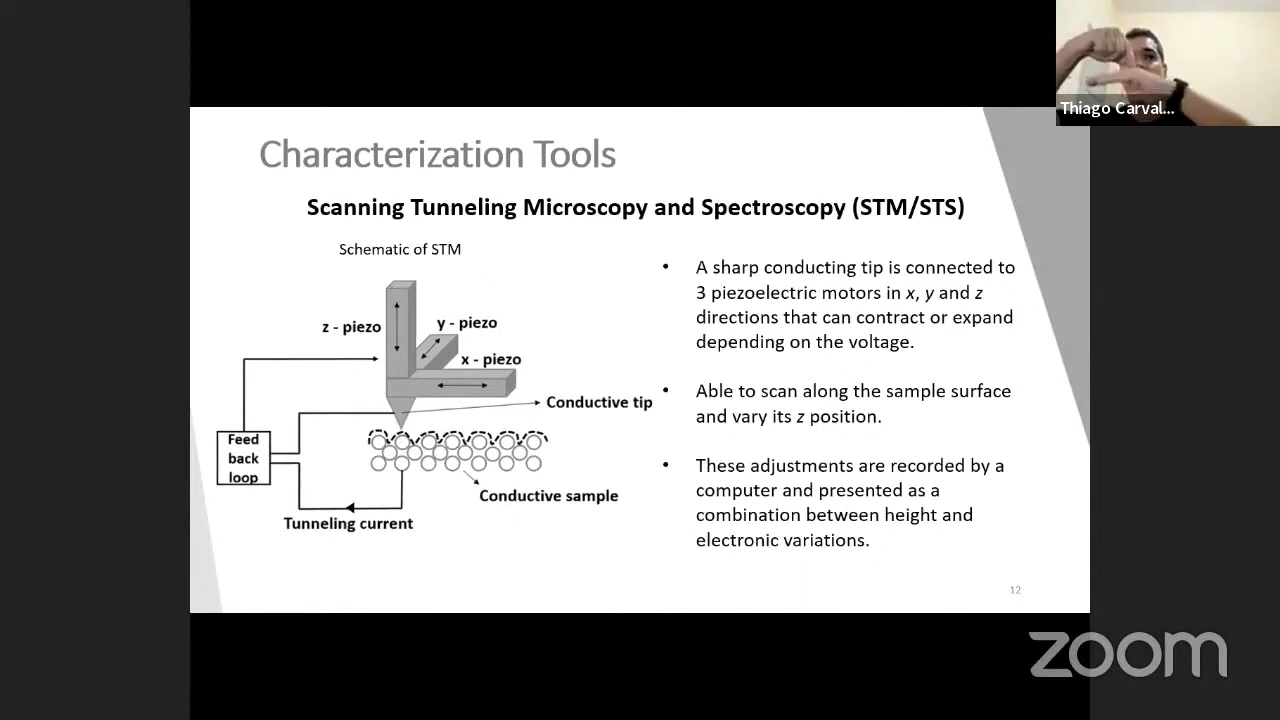 Thiago Carval...
Characterization Tools
Scanning Tunneling Microscopy and Spectroscopy (STM/STS)
Schematic of STM
z - piezo
y - piezo
x - piezo
Conductive tip
Feed
back
loop
Conductive sample
Tunneling current
• A sharp conducting tip is connected to
3 piezoelectric motors in x, y and z
directions that can contract or expand
depending on the voltage.
• Able to scan along the sample surface
and vary its z position.
• These adjustments are recorded by a
computer and presented as a
combination between height and
electronic variations.
12
zoom